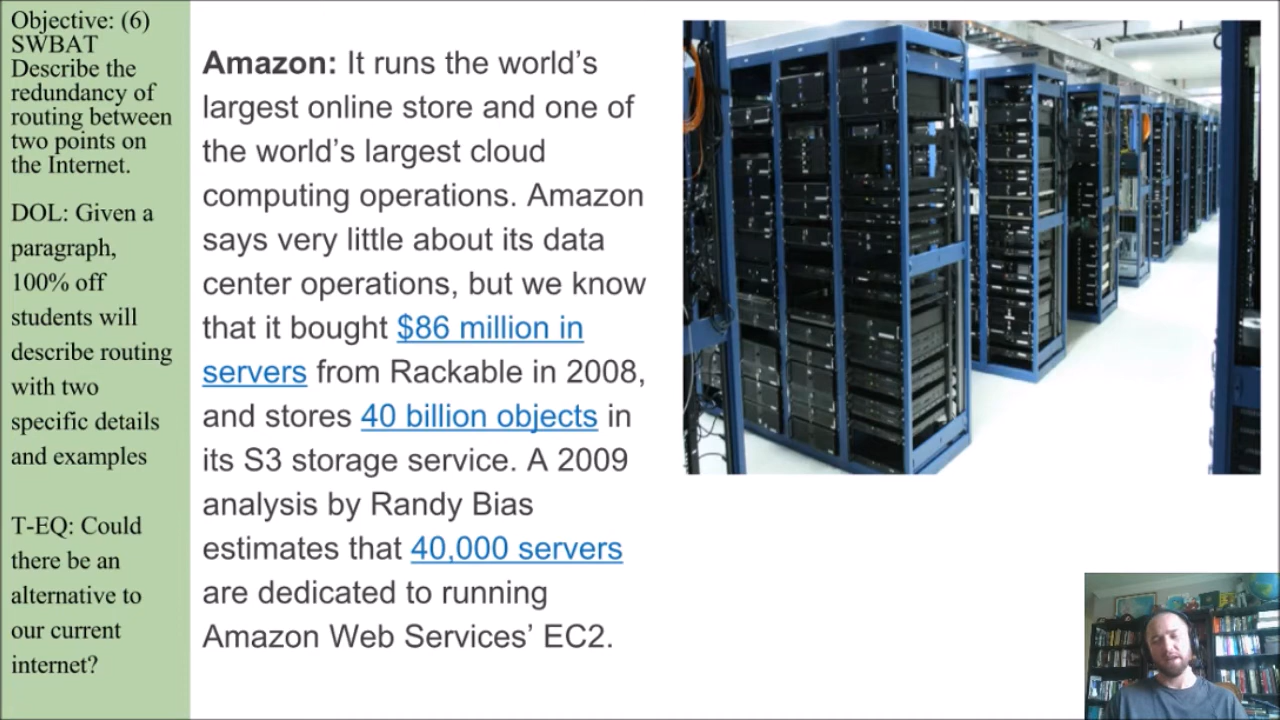 Objective: (6)
SWBAT
Describe the
redundancy of
routing between
two points on
the Internet.
DOL: Given a
paragraph,
100% off
students will
describe routing
with two
specific details
and examples
T-EQ: Could
there be an
alternative to
our current
internet?
Amazon: It runs the world’s
largest online store and one of
the world’s largest cloud
computing operations. Amazon
says very little about its data
center operations, but we know
that it bought $86 million in
servers from Rackable in 2008,
and stores 40 billion objects in
its S3 storage service. A 2009
analysis by Randy Bias
estimates that 40,000 servers
are dedicated to running
Amazon Web Services’ EC2.